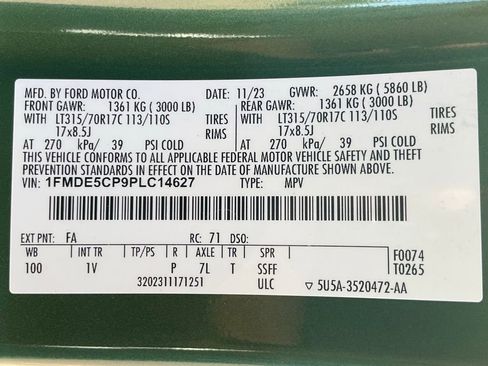 MFD. BY FORD MOTOR CO. 11/23 GVWR: 2658 KG (5860 LB)
FRONT GAWR: 1361 KG (3000 LB) REAR GAWR: 1361 KG (3000 LB)
WITH LT315/70R17C 113/110S TIRES WITH LT315/70R17C 113/110S TIRES
17x8.5J RIMS 17x8.5J RIMS
AT 270 kPa/ 39 PSI COLD AT 270 kPa/ 39 PSI COLD
THIS VEHICLE CONFORMS TO ALL APPLICABLE FEDERAL MOTOR VEHICLE SAFETY AND THEFT
PREVENTION STANDARDS IN EFFECT ON THE DATE OF MANUFACTURE SHOWN ABOVE.
VIN: 1FMDE5CP9PLC14627 TYPE: MPV
EXT PNT: FA RC: 71 DSO:
WB INT TR TP/PS R AXLE TR SPR F0074
100 1V P 7L T SSFF T0265
3202311171251 ULC 5U5A-3520472-AA